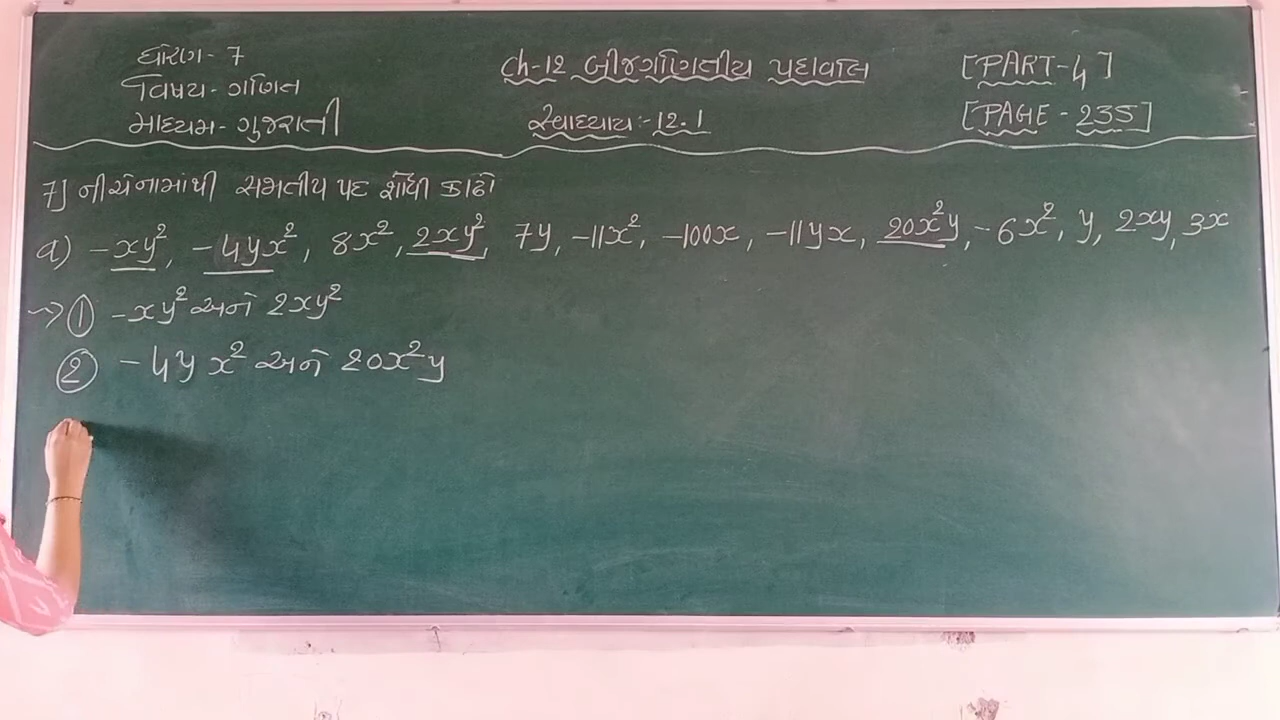 ધોરણ - 7
વિષય - ગણિત
માધ્યમ - ગુજરાતી
Ch-12 બીજગણિતીય પદાવલિ
સ્વાધ્યાય :- 12.1
[PART-4]
[PAGE - 235]
7] નીચેનામાંથી સમતીય પદ શોધી કાઢો
a) -xy², -4yx², 8x², 2xy², 7y, -11x², -100x, -11yx, 20x²y, -6x², y, 2xy, 3x
→ ① -xy² અને 2xy²
② -4yx² અને 20x²y